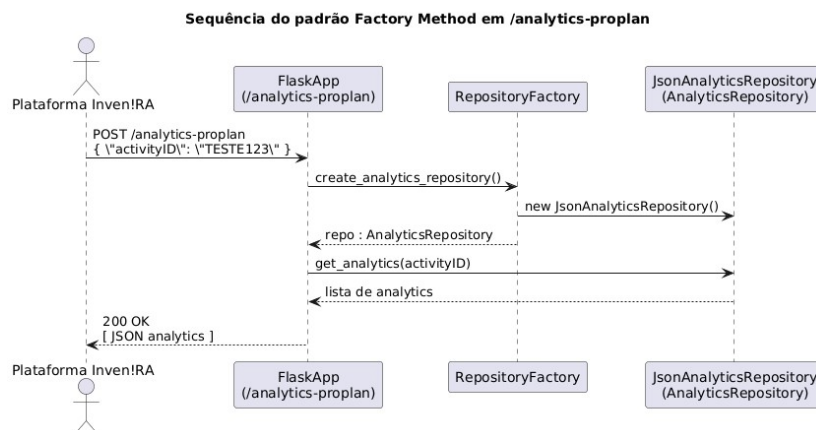 Sequência do padrão Factory Method em /analytics-proplan
Plataforma Inven!RA
FlaskApp
(/analytics-proplan)
RepositoryFactory
JsonAnalyticsRepository
(AnalyticsRepository)
POST /analytics-proplan
{ \"activityID\": \"TESTE123\" }
create_analytics_repository()
new JsonAnalyticsRepository()
repo : AnalyticsRepository
get_analytics(activityID)
lista de analytics
200 OK
[ JSON analytics ]
Plataforma Inven!RA
FlaskApp
(/analytics-proplan)
RepositoryFactory
JsonAnalyticsRepository
(AnalyticsRepository)